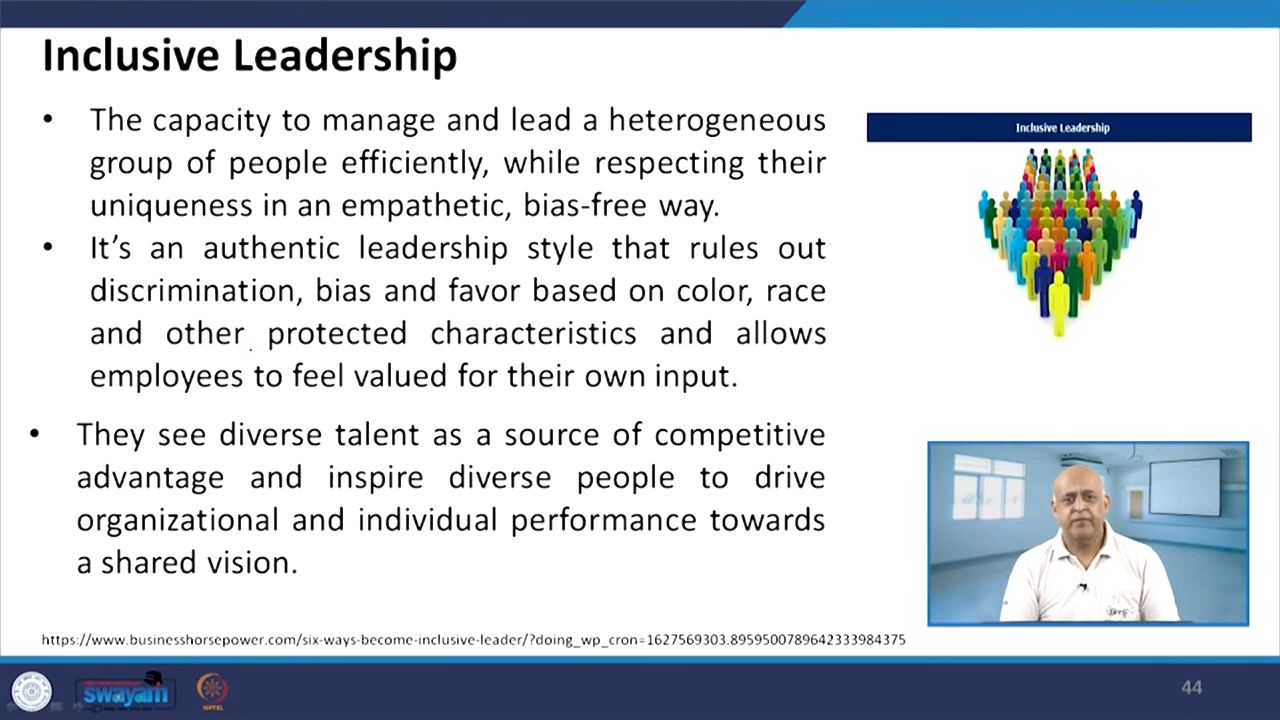 Inclusive Leadership
• The capacity to manage and lead a heterogeneous
group of people efficiently, while respecting their
uniqueness in an empathetic, bias-free way.
• It’s an authentic leadership style that rules out
discrimination, bias and favor based on color, race
and other protected characteristics and allows
employees to feel valued for their own input.
• They see diverse talent as a source of competitive
advantage and inspire diverse people to drive
organizational and individual performance towards
a shared vision.
Inclusive Leadership
https://www.businesshorsepower.com/six-ways-become-inclusive-leader/?doing_wp_cron=1627569303.8959500789642333984375
swayam
NPTEL
44